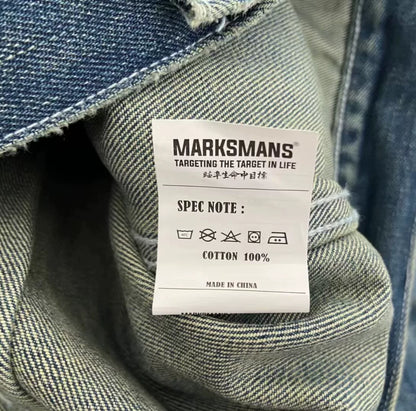 MARKSMANS®
TARGETING THE TARGET IN LIFE
瞄準生命中目標
SPEC NOTE :
COTTON 100%
MADE IN CHINA